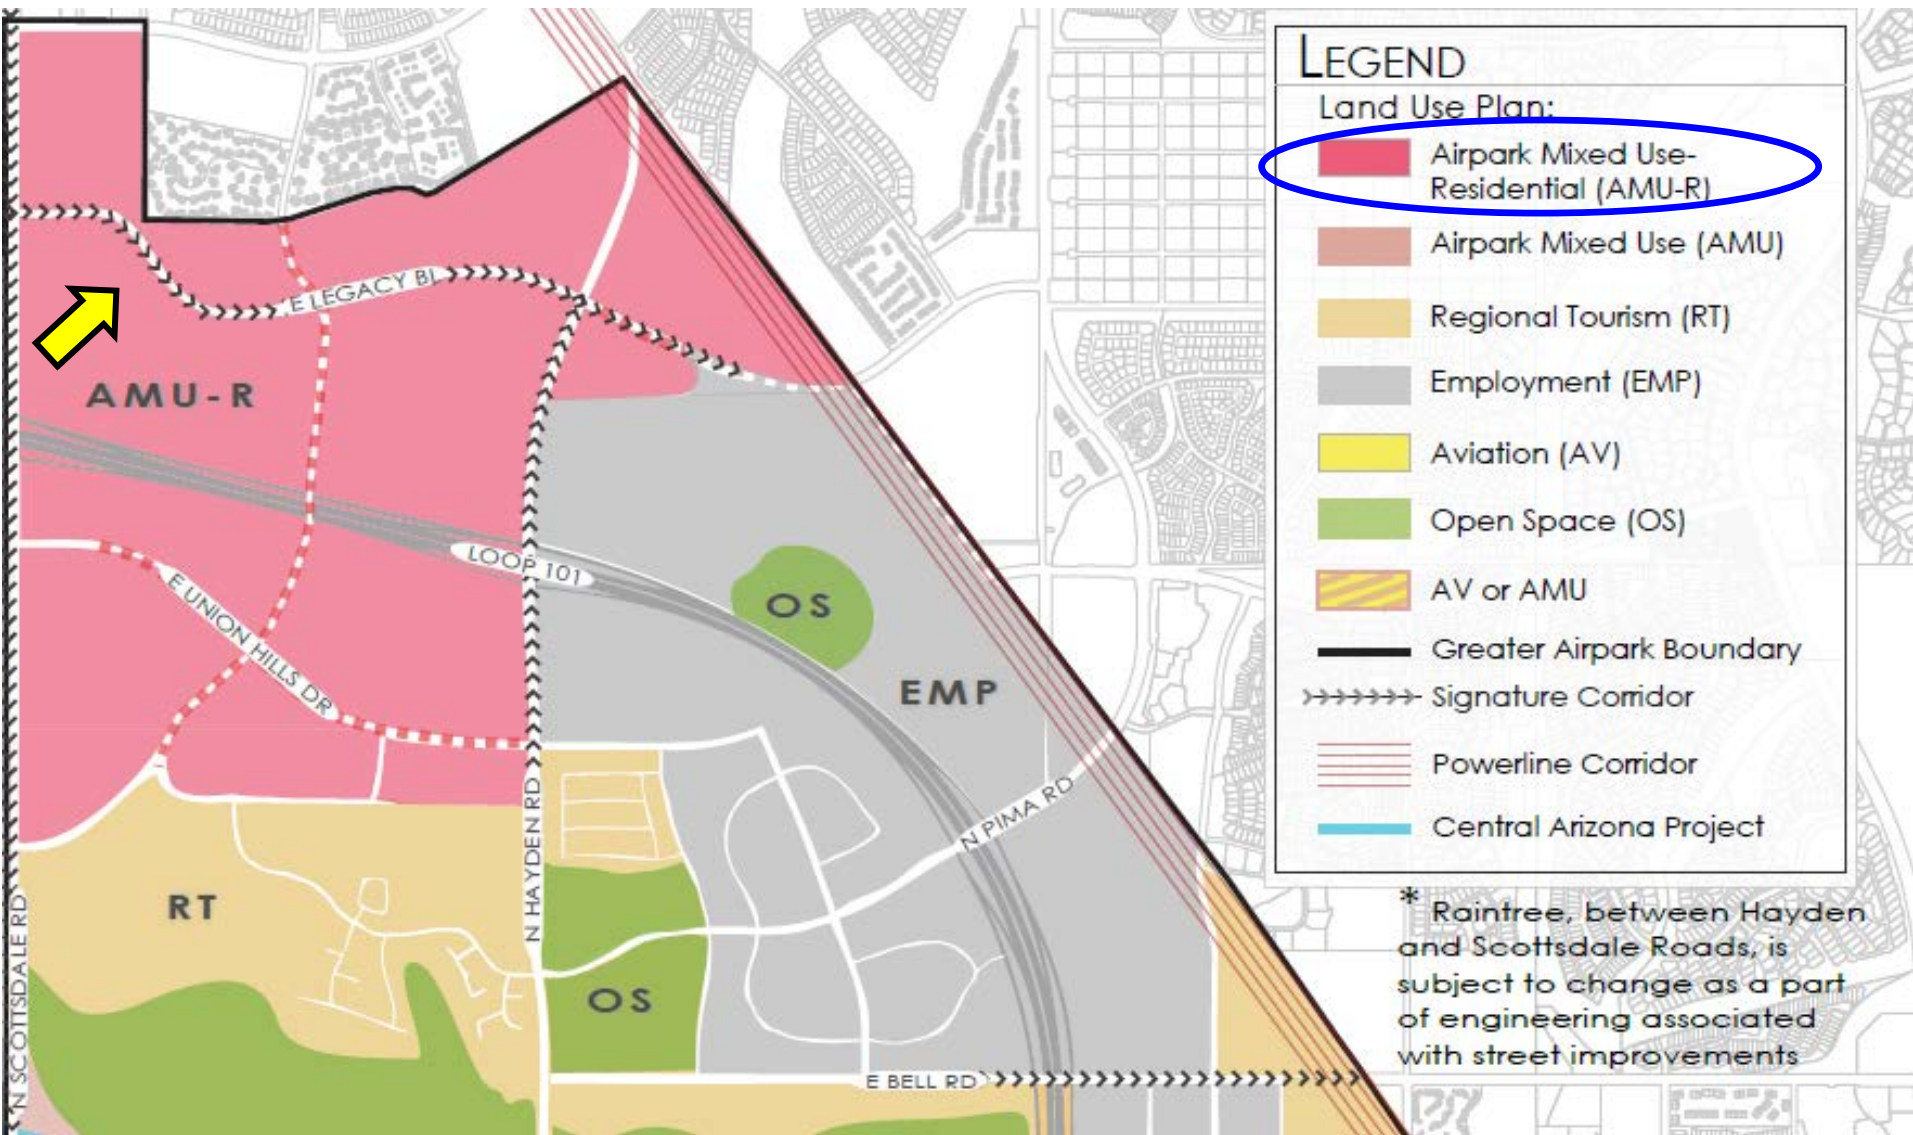 LEGEND
Land Use Plan:
Airpark Mixed Use-
Residential (AMU-R)
Airpark Mixed Use (AMU)
Regional Tourism (RT)
Employment (EMP)
Aviation (AV)
Open Space (OS)
AV or AMU
Greater Airpark Boundary
Signature Corridor
Powerline Corridor
Central Arizona Project
* Raintree, between Hayden
and Scottsdale Roads, is
subject to change as a part
of engineering associated
with street improvements
E LEGACY BL
AMU-R
LOOP 101
E UNION HILLS DR
OS
EMP
N HAYDEN RD
N PIMA RD
RT
N SCOTTSDALE RD
OS
E BELL RD